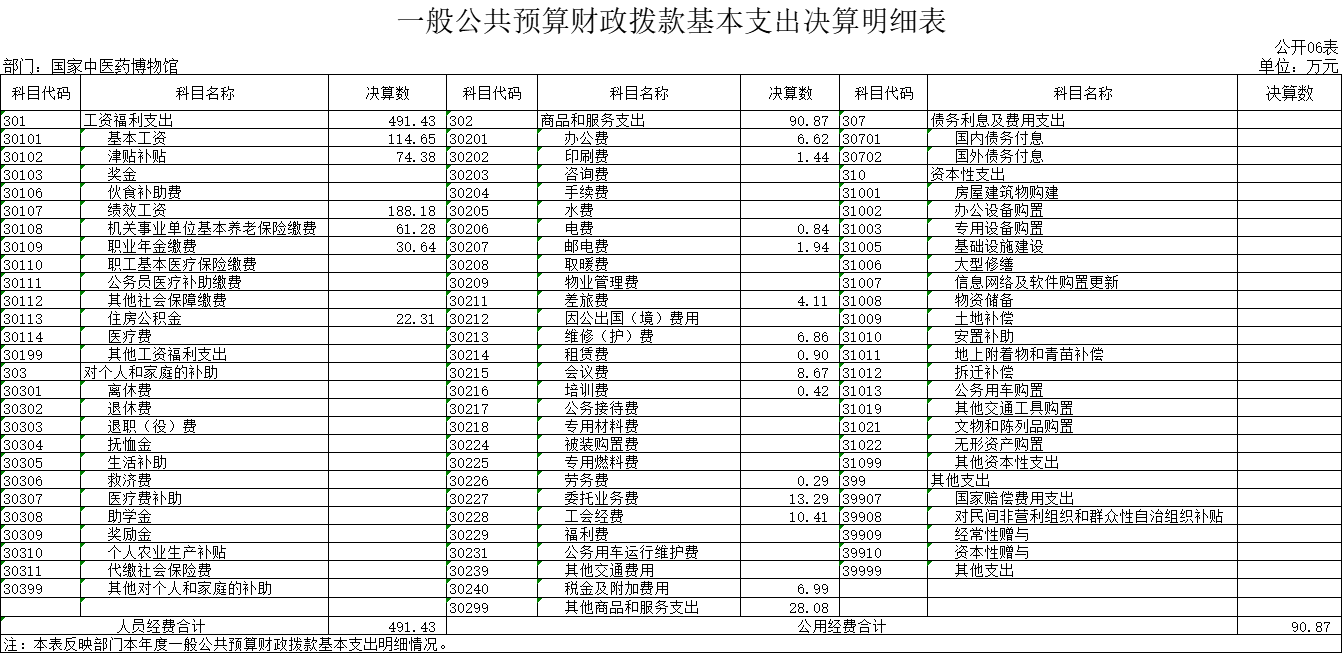 一般公共预算财政拨款基本支出决算明细表
公开06表
部门：国家中医药博物馆 单位：万元
科目代码 科目名称 决算数 科目代码 科目名称 决算数 科目代码 科目名称 决算数
301 工资福利支出 491.43 302 商品和服务支出 90.87 307 债务利息及费用支出
30101 基本工资 114.65 30201 办公费 6.62 30701 国内债务付息
30102 津贴补贴 74.38 30202 印刷费 1.44 30702 国外债务付息
30103 奖金 30203 咨询费 310 资本性支出
30106 伙食补助费 30204 手续费 31001 房屋建筑物购建
30107 绩效工资 188.18 30205 水费 31002 办公设备购置
30108 机关事业单位基本养老保险缴费 61.28 30206 电费 0.84 31003 专用设备购置
30109 职业年金缴费 30.64 30207 邮电费 1.94 31005 基础设施建设
30110 职工基本医疗保险缴费 30208 取暖费 31006 大型修缮
30111 公务员医疗补助缴费 30209 物业管理费 31007 信息网络及软件购置更新
30112 其他社会保障缴费 30211 差旅费 4.11 31008 物资储备
30113 住房公积金 22.31 30212 因公出国（境）费用 31009 土地补偿
30114 医疗费 30213 维修（护）费 6.86 31010 安置补助
30199 其他工资福利支出 30214 租赁费 0.90 31011 地上附着物和青苗补偿
303 对个人和家庭的补助 30215 会议费 8.67 31012 拆迁补偿
30301 离休费 30216 培训费 0.42 31013 公务用车购置
30302 退休费 30217 公务接待费 31019 其他交通工具购置
30303 退职（役）费 30218 专用材料费 31021 文物和陈列品购置
30304 抚恤金 30224 被装购置费 31022 无形资产购置
30305 生活补助 30225 专用燃料费 31099 其他资本性支出
30306 救济费 30226 劳务费 0.29 399 其他支出
30307 医疗费补助 30227 委托业务费 13.29 39907 国家赔偿费用支出
30308 助学金 30228 工会经费 10.41 39908 对民间非营利组织和群众性自治组织补贴
30309 奖励金 30229 福利费 39909 经常性赠与
30310 个人农业生产补贴 30231 公务用车运行维护费 39910 资本性赠与
30311 代缴社会保险费 30239 其他交通费用 39999 其他支出
30399 其他对个人和家庭的补助 30240 税金及附加费用 6.99
30299 其他商品和服务支出 28.08
人员经费合计 491.43 公用经费合计 90.87
注：本表反映部门本年度一般公共预算财政拨款基本支出明细情况。